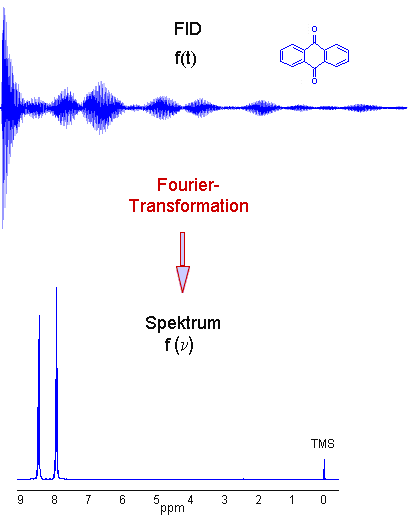 FID
f(t)
O
O
Fourier-
Transformation
Spektrum
f (ν)
TMS
9 8 7 6 5 4 3 2 1 0
ppm